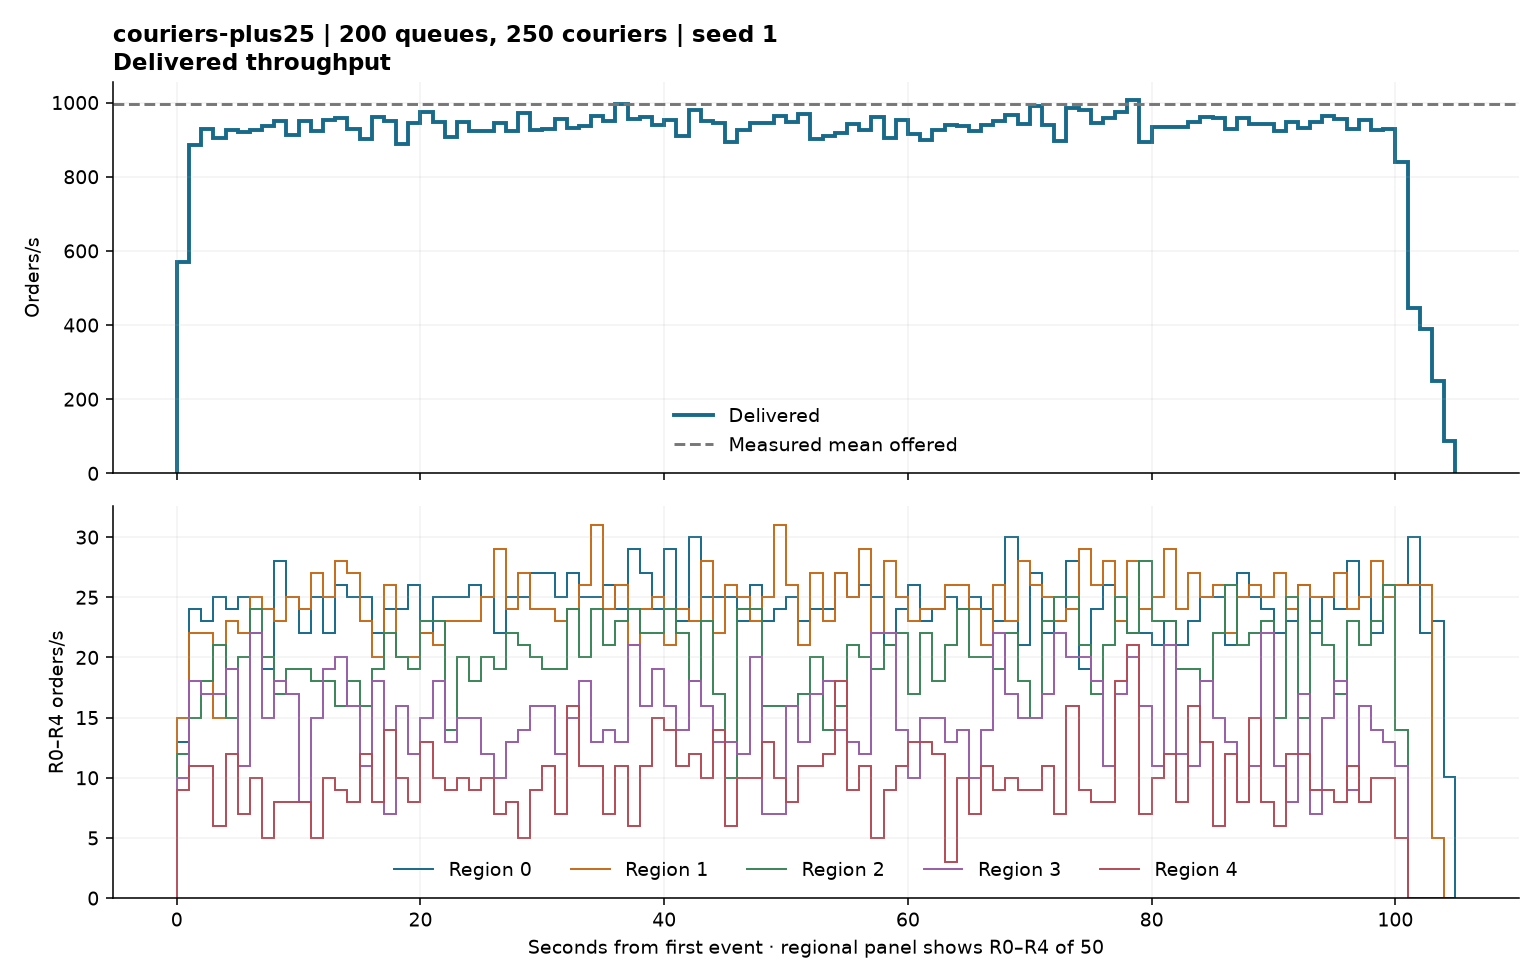 couriers-plus25 | 200 queues, 250 couriers | seed 1
Delivered throughput
Orders/s
1000
800
600
400
200
0
Delivered
Measured mean offered
R0–R4 orders/s
30
25
20
15
10
5
0
Region 0
Region 1
Region 2
Region 3
Region 4
0
20
40
60
80
100
Seconds from first event · regional panel shows R0–R4 of 50